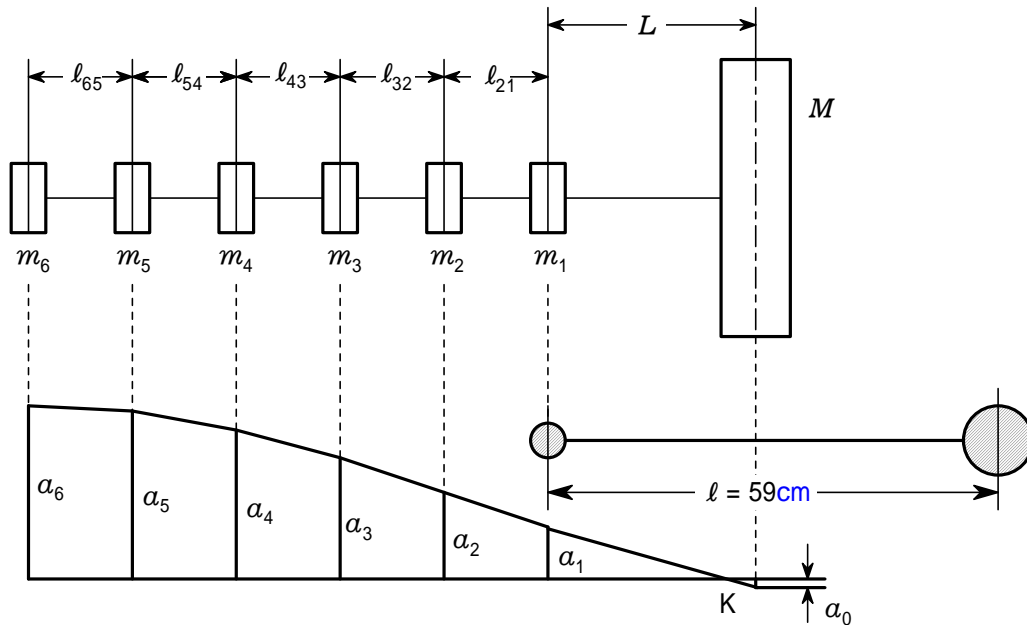 L
ℓ₆₅ ℓ₅₄ ℓ₄₃ ℓ₃₂ ℓ₂₁
M
m₆ m₅ m₄ m₃ m₂ m₁
a₆ a₅ a₄ a₃ a₂ a₁
ℓ = 59cm
K a₀